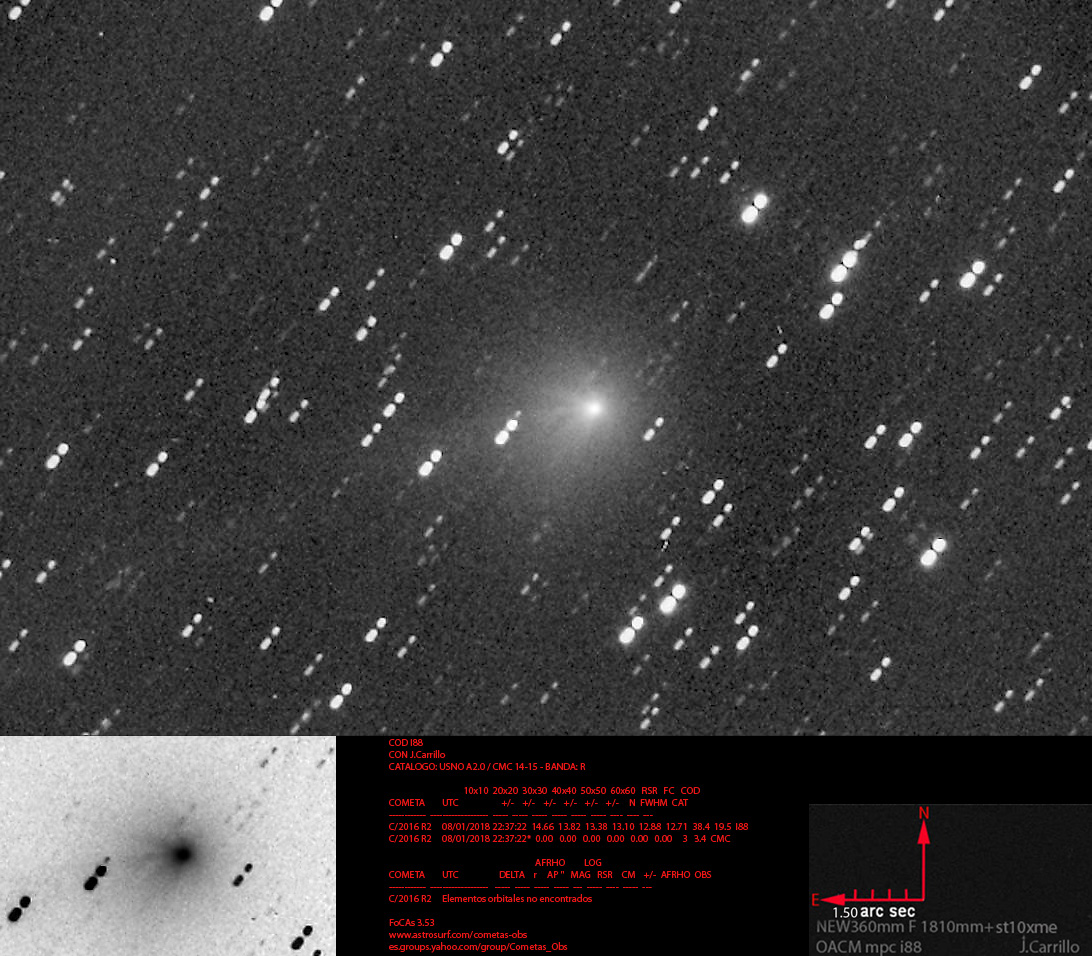 COD I88
CON J.Carrillo
CATALOGO: USNO A2.0 / CMC 14-15 - BANDA: R
10x10 20x20 30x30 40x40 50x50 60x60 RSR FC COD
COMETA UTC +/- +/- +/- +/- +/- +/- N FWHM CAT
---------- ------------------- ----- ----- ----- ----- ----- ----- ---- ---- ---
C/2016 R2 08/01/2018 22:37:22 14.66 13.82 13.38 13.10 12.88 12.71 38.4 19.5 I88
C/2016 R2 08/01/2018 22:37:22* 0.00 0.00 0.00 0.00 0.00 0.00 3 3.4 CMC
AFRHO LOG
COMETA UTC DELTA r AP " MAG RSR CM +/- AFRHO OBS
---------- ------------------- ----- ----- ---- ---- -- ---- ---- ---
C/2016 R2 Elementos orbitales no encontrados
FoCAs 3.53
www.astrosurf.com/cometas-obs
es.groups.yahoo.com/group/Cometas_Obs
N
E
1.50 arc sec
NEW360mm F 1810mm+st10xme
OACM mpc i88 J.Carrillo